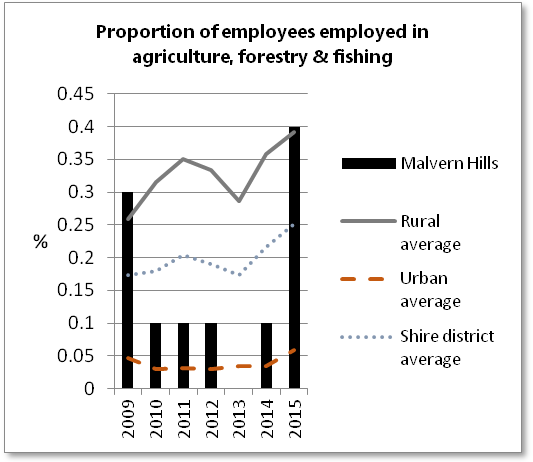 Proportion of employees employed in
agriculture, forestry & fishing
0.45
0.4
0.35
0.3
0.25
0.2
0.15
0.1
0.05
0
%
2009
2010
2011
2012
2013
2014
2015
Malvern Hills
Rural
average
Urban
average
Shire district
average